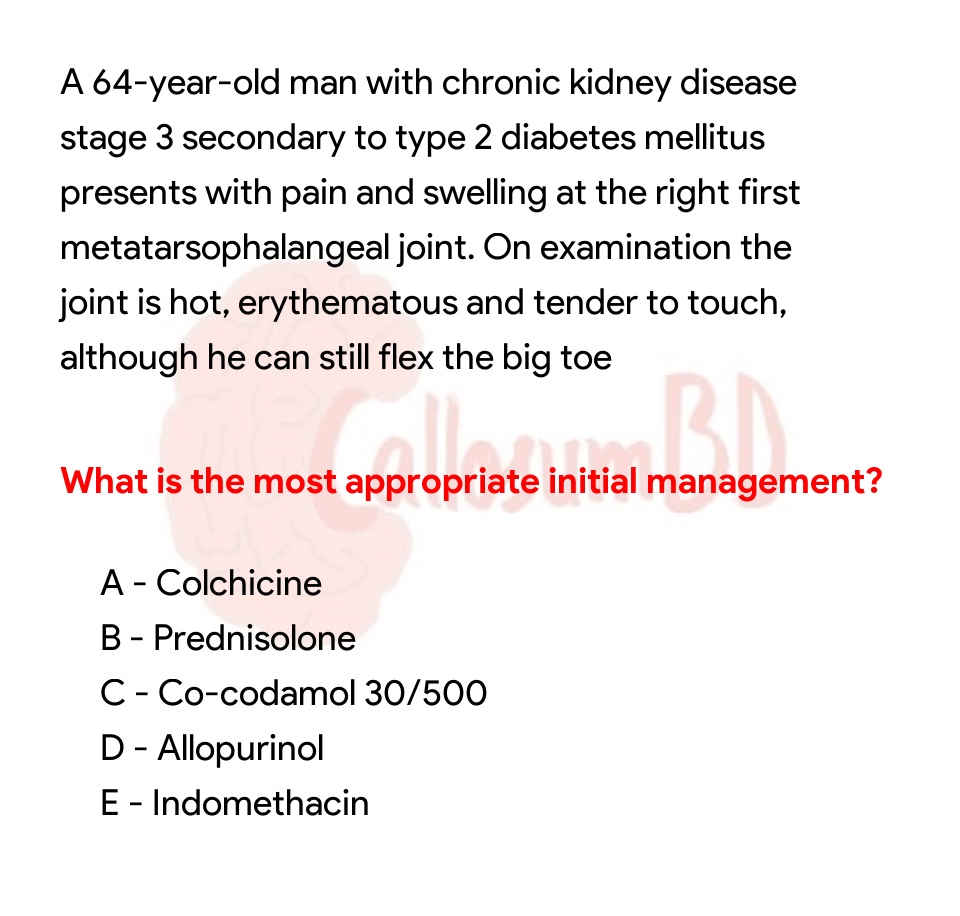 A 64-year-old man with chronic kidney disease
stage 3 secondary to type 2 diabetes mellitus
presents with pain and swelling at the right first
metatarsophalangeal joint. On examination the
joint is hot, erythematous and tender to touch,
although he can still flex the big toe
CallosumBD
What is the most appropriate initial management?
A - Colchicine
B - Prednisolone
C - Co-codamol 30/500
D - Allopurinol
E - Indomethacin